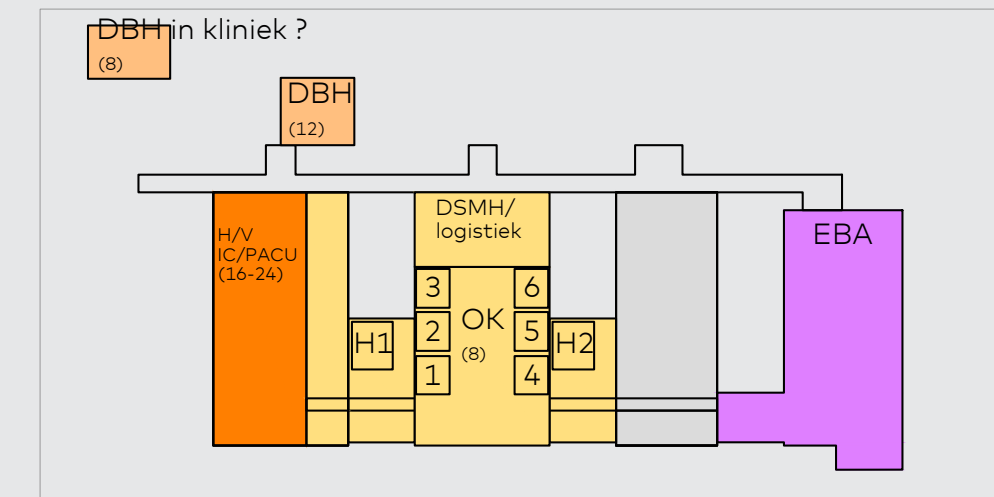 DBH in kliniek ?
(8)
DBH
(12)
H/V
IC/PACU
(16-24)
DSMH/
logistiek
EBA
3
6
OK
(8)
2
5
H1
H2
1
4